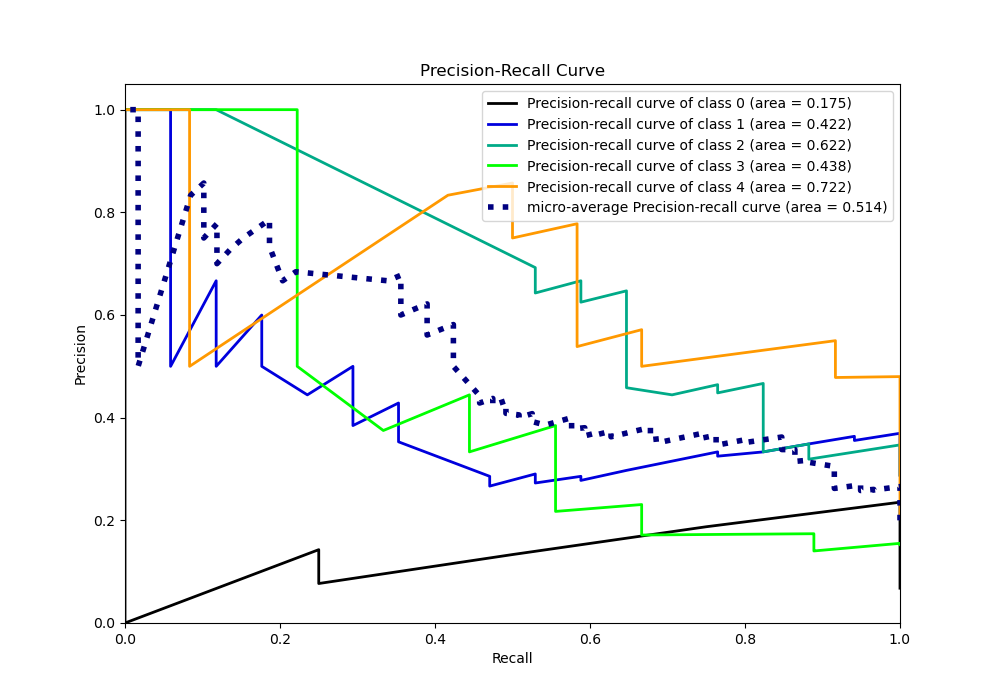 Precision-Recall Curve
Precision-recall curve of class 0 (area = 0.175)
Precision-recall curve of class 1 (area = 0.422)
Precision-recall curve of class 2 (area = 0.622)
Precision-recall curve of class 3 (area = 0.438)
Precision-recall curve of class 4 (area = 0.722)
micro-average Precision-recall curve (area = 0.514)
Precision
1.0
0.8
0.6
0.4
0.2
0.0
0.0 0.2 0.4 0.6 0.8 1.0
Recall